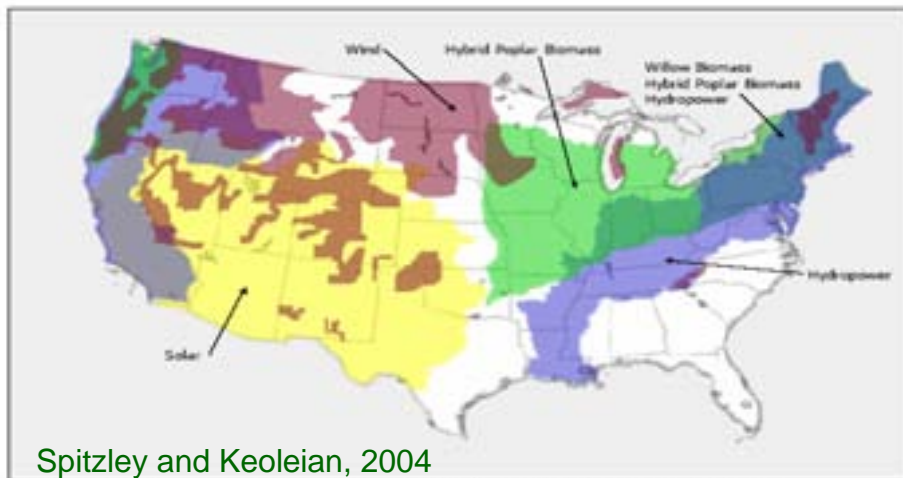 Wind
Hybrid Poplar Biomass
Willow Biomass
Hybrid Poplar Biomass
Hydropower
Hydropower
Solar
Spitzley and Keoleian, 2004